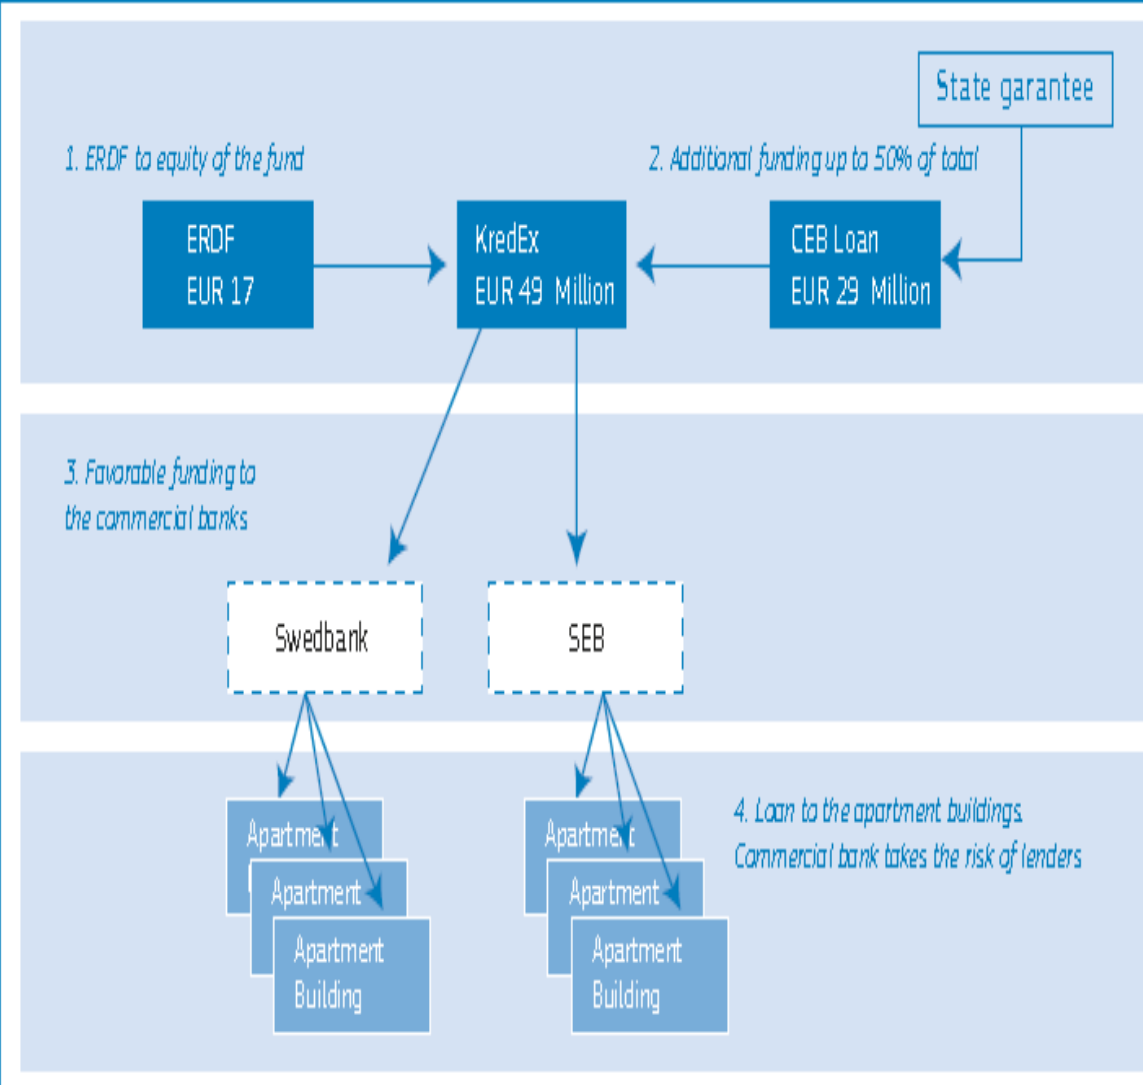 State garantee
1. ERDF to equity of the fund
2. Additional funding up to 50% of total
ERDF
EUR 17
KredEx
EUR 49 Million
CEB Loan
EUR 29 Million
3. Favorable funding to
the commercial banks
Swedbank
SEB
Apartment
Apartment
Apartment
Building
Apartment
Apartment
Apartment
Building
4. Loan to the apartment buildings.
Commercial bank takes the risk of lenders